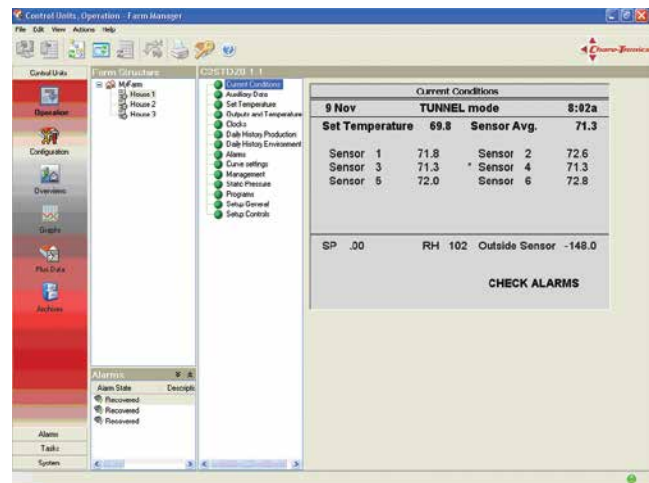 Control Units, Operation - Farm Manager
File Edit View Actions Help
Chore-Tronics
Control Units
Operation
Configuration
Overviews
Graphs
Plus Data
Archives
Alarms
Tasks
System
Farm Structure
MyFarm
House 1
House 2
House 3
Alarms
Alarm State Descripti
Recovered
Recovered
Recovered
C2STD20 1.1
Current Conditions
Auxiliary Data
Set Temperature
Outputs and Temperature
Clocks
Daily History Production
Daily History Environment
Alarms
Curve settings
Management
Static Pressure
Programs
Setup General
Setup Controls
Current Conditions
9 Nov TUNNEL mode 8:02a
Set Temperature 69.8 Sensor Avg. 71.3
Sensor 1 71.8 Sensor 2 72.6
Sensor 3 71.3 * Sensor 4 71.3
Sensor 5 72.0 Sensor 6 72.8
SP .00 RH 102 Outside Sensor -148.0
CHECK ALARMS